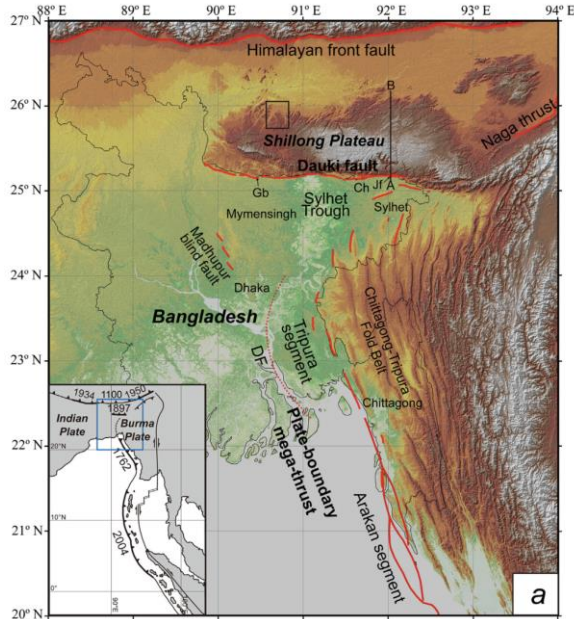 88° E 89° E 90° E 91° E 92° E 93° E 94° E
27° N
Himalayan front fault
26° N
B
Naga thrust
Shillong Plateau
Dauki fault
25° N
Gb
Ch Jf A
Sylhet
Trough
Sylhet
Mymensingh
Madhupur
blind fault
24° N
Dhaka
Bangladesh
Tripura
segment
Chittagong-Tripura
Fold Belt
23° N
DF
Chittagong
Plate-boundary
mega-thrust
22° N
Arakan segment
21° N
20° N
1934 1100 1950
1897
Indian
Plate
Burma
Plate
20°N
1762
10°N
2004
0°
90°E
a